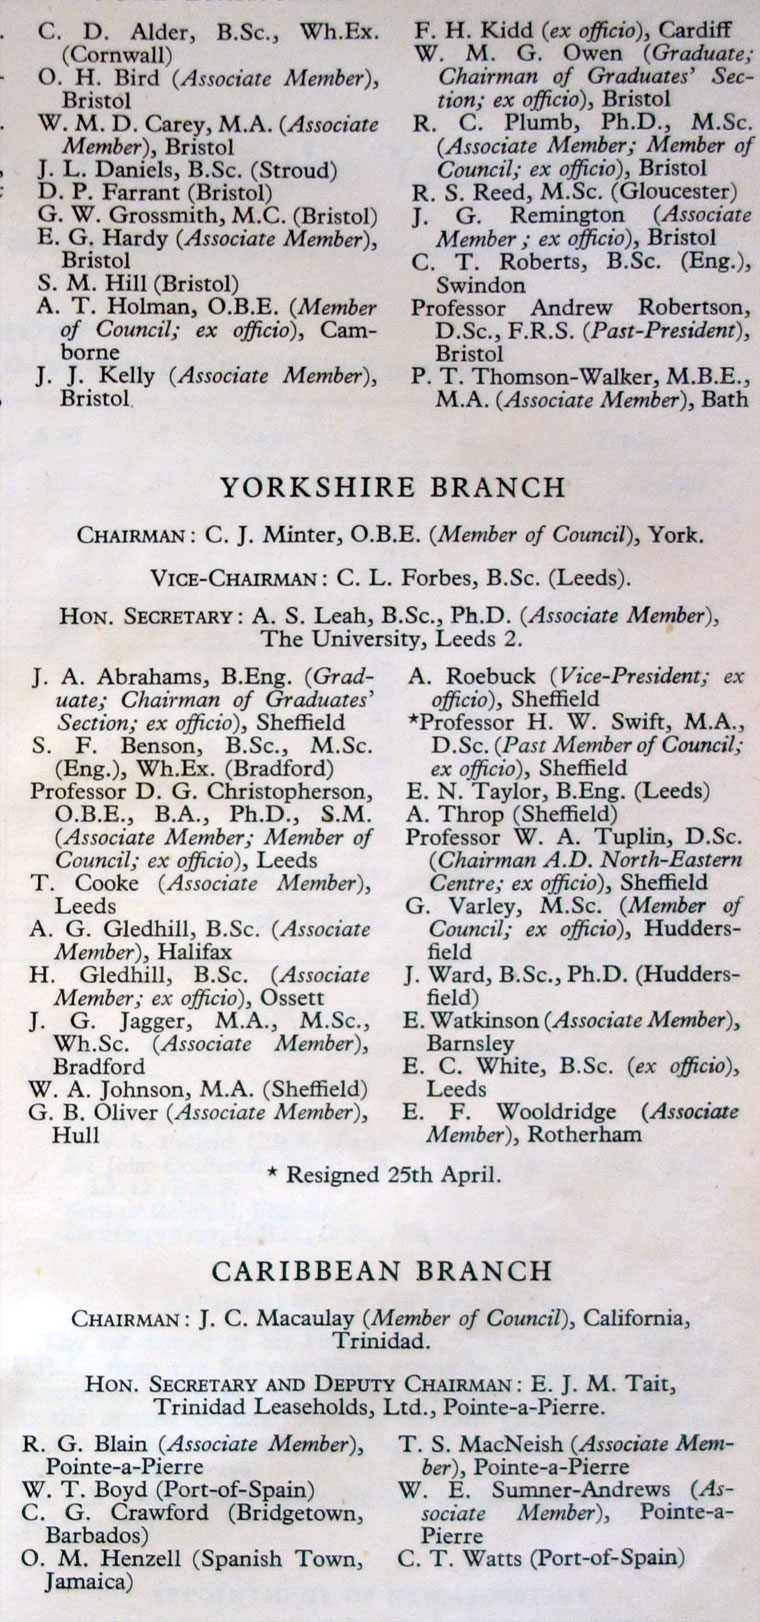 C. D. Alder, B.Sc., Wh.Ex.
(Cornwall)
O. H. Bird (Associate Member),
Bristol
W. M. D. Carey, M.A. (Associate
Member), Bristol
J. L. Daniels, B.Sc. (Stroud)
D. P. Farrant (Bristol)
G. W. Grossmith, M.C. (Bristol)
E. G. Hardy (Associate Member),
Bristol
S. M. Hill (Bristol)
A. T. Holman, O.B.E. (Member
of Council; ex officio), Cam-
borne
J. J. Kelly (Associate Member),
Bristol
F. H. Kidd (ex officio), Cardiff
W. M. G. Owen (Graduate;
Chairman of Graduates' Sec-
tion; ex officio), Bristol
R. C. Plumb, Ph.D., M.Sc.
(Associate Member; Member of
Council; ex officio), Bristol
R. S. Reed, M.Sc. (Gloucester)
J. G. Remington (Associate
Member ; ex officio), Bristol
C. T. Roberts, B.Sc. (Eng.),
Swindon
Professor Andrew Robertson,
D.Sc., F.R.S. (Past-President),
Bristol
P. T. Thomson-Walker, M.B.E.,
M.A. (Associate Member), Bath
YORKSHIRE BRANCH
CHAIRMAN: C. J. Minter, O.B.E. (Member of Council), York.
VICE-CHAIRMAN: C. L. Forbes, B.Sc. (Leeds).
HON. SECRETARY: A. S. Leah, B.Sc., Ph.D. (Associate Member),
The University, Leeds 2.
J. A. Abrahams, B.Eng. (Grad-
uate; Chairman of Graduates'
Section; ex officio), Sheffield
S. F. Benson, B.Sc., M.Sc.
(Eng.), Wh.Ex. (Bradford)
Professor D. G. Christopherson,
O.B.E., B.A., Ph.D., S.M.
(Associate Member; Member of
Council; ex officio), Leeds
T. Cooke (Associate Member),
Leeds
A. G. Gledhill, B.Sc. (Associate
Member), Halifax
H. Gledhill, B.Sc. (Associate
Member; ex officio), Ossett
J. G. Jagger, M.A., M.Sc.,
Wh.Sc. (Associate Member),
Bradford
W. A. Johnson, M.A. (Sheffield)
G. B. Oliver (Associate Member),
Hull
A. Roebuck (Vice-President; ex
officio), Sheffield
*Professor H. W. Swift, M.A.,
D.Sc. (Past Member of Council;
ex officio), Sheffield
E. N. Taylor, B.Eng. (Leeds)
A. Throp (Sheffield)
Professor W. A. Tuplin, D.Sc.
(Chairman A.D. North-Eastern
Centre; ex officio), Sheffield
G. Varley, M.Sc. (Member of
Council; ex officio), Hudders-
field
J. Ward, B.Sc., Ph.D. (Hudders-
field)
E. Watkinson (Associate Member),
Barnsley
E. C. White, B.Sc. (ex officio),
Leeds
E. F. Wooldridge (Associate
Member), Rotherham
* Resigned 25th April.
CARIBBEAN BRANCH
CHAIRMAN: J. C. Macaulay (Member of Council), California,
Trinidad.
HON. SECRETARY AND DEPUTY CHAIRMAN: E. J. M. Tait,
Trinidad Leaseholds, Ltd., Pointe-a-Pierre.
R. G. Blain (Associate Member),
Pointe-a-Pierre
W. T. Boyd (Port-of-Spain)
C. G. Crawford (Bridgetown,
Barbados)
O. M. Henzell (Spanish Town,
Jamaica)
T. S. MacNeish (Associate Mem-
ber), Pointe-a-Pierre
W. E. Sumner-Andrews (As-
sociate Member), Pointe-a-
Pierre
C. T. Watts (Port-of-Spain)